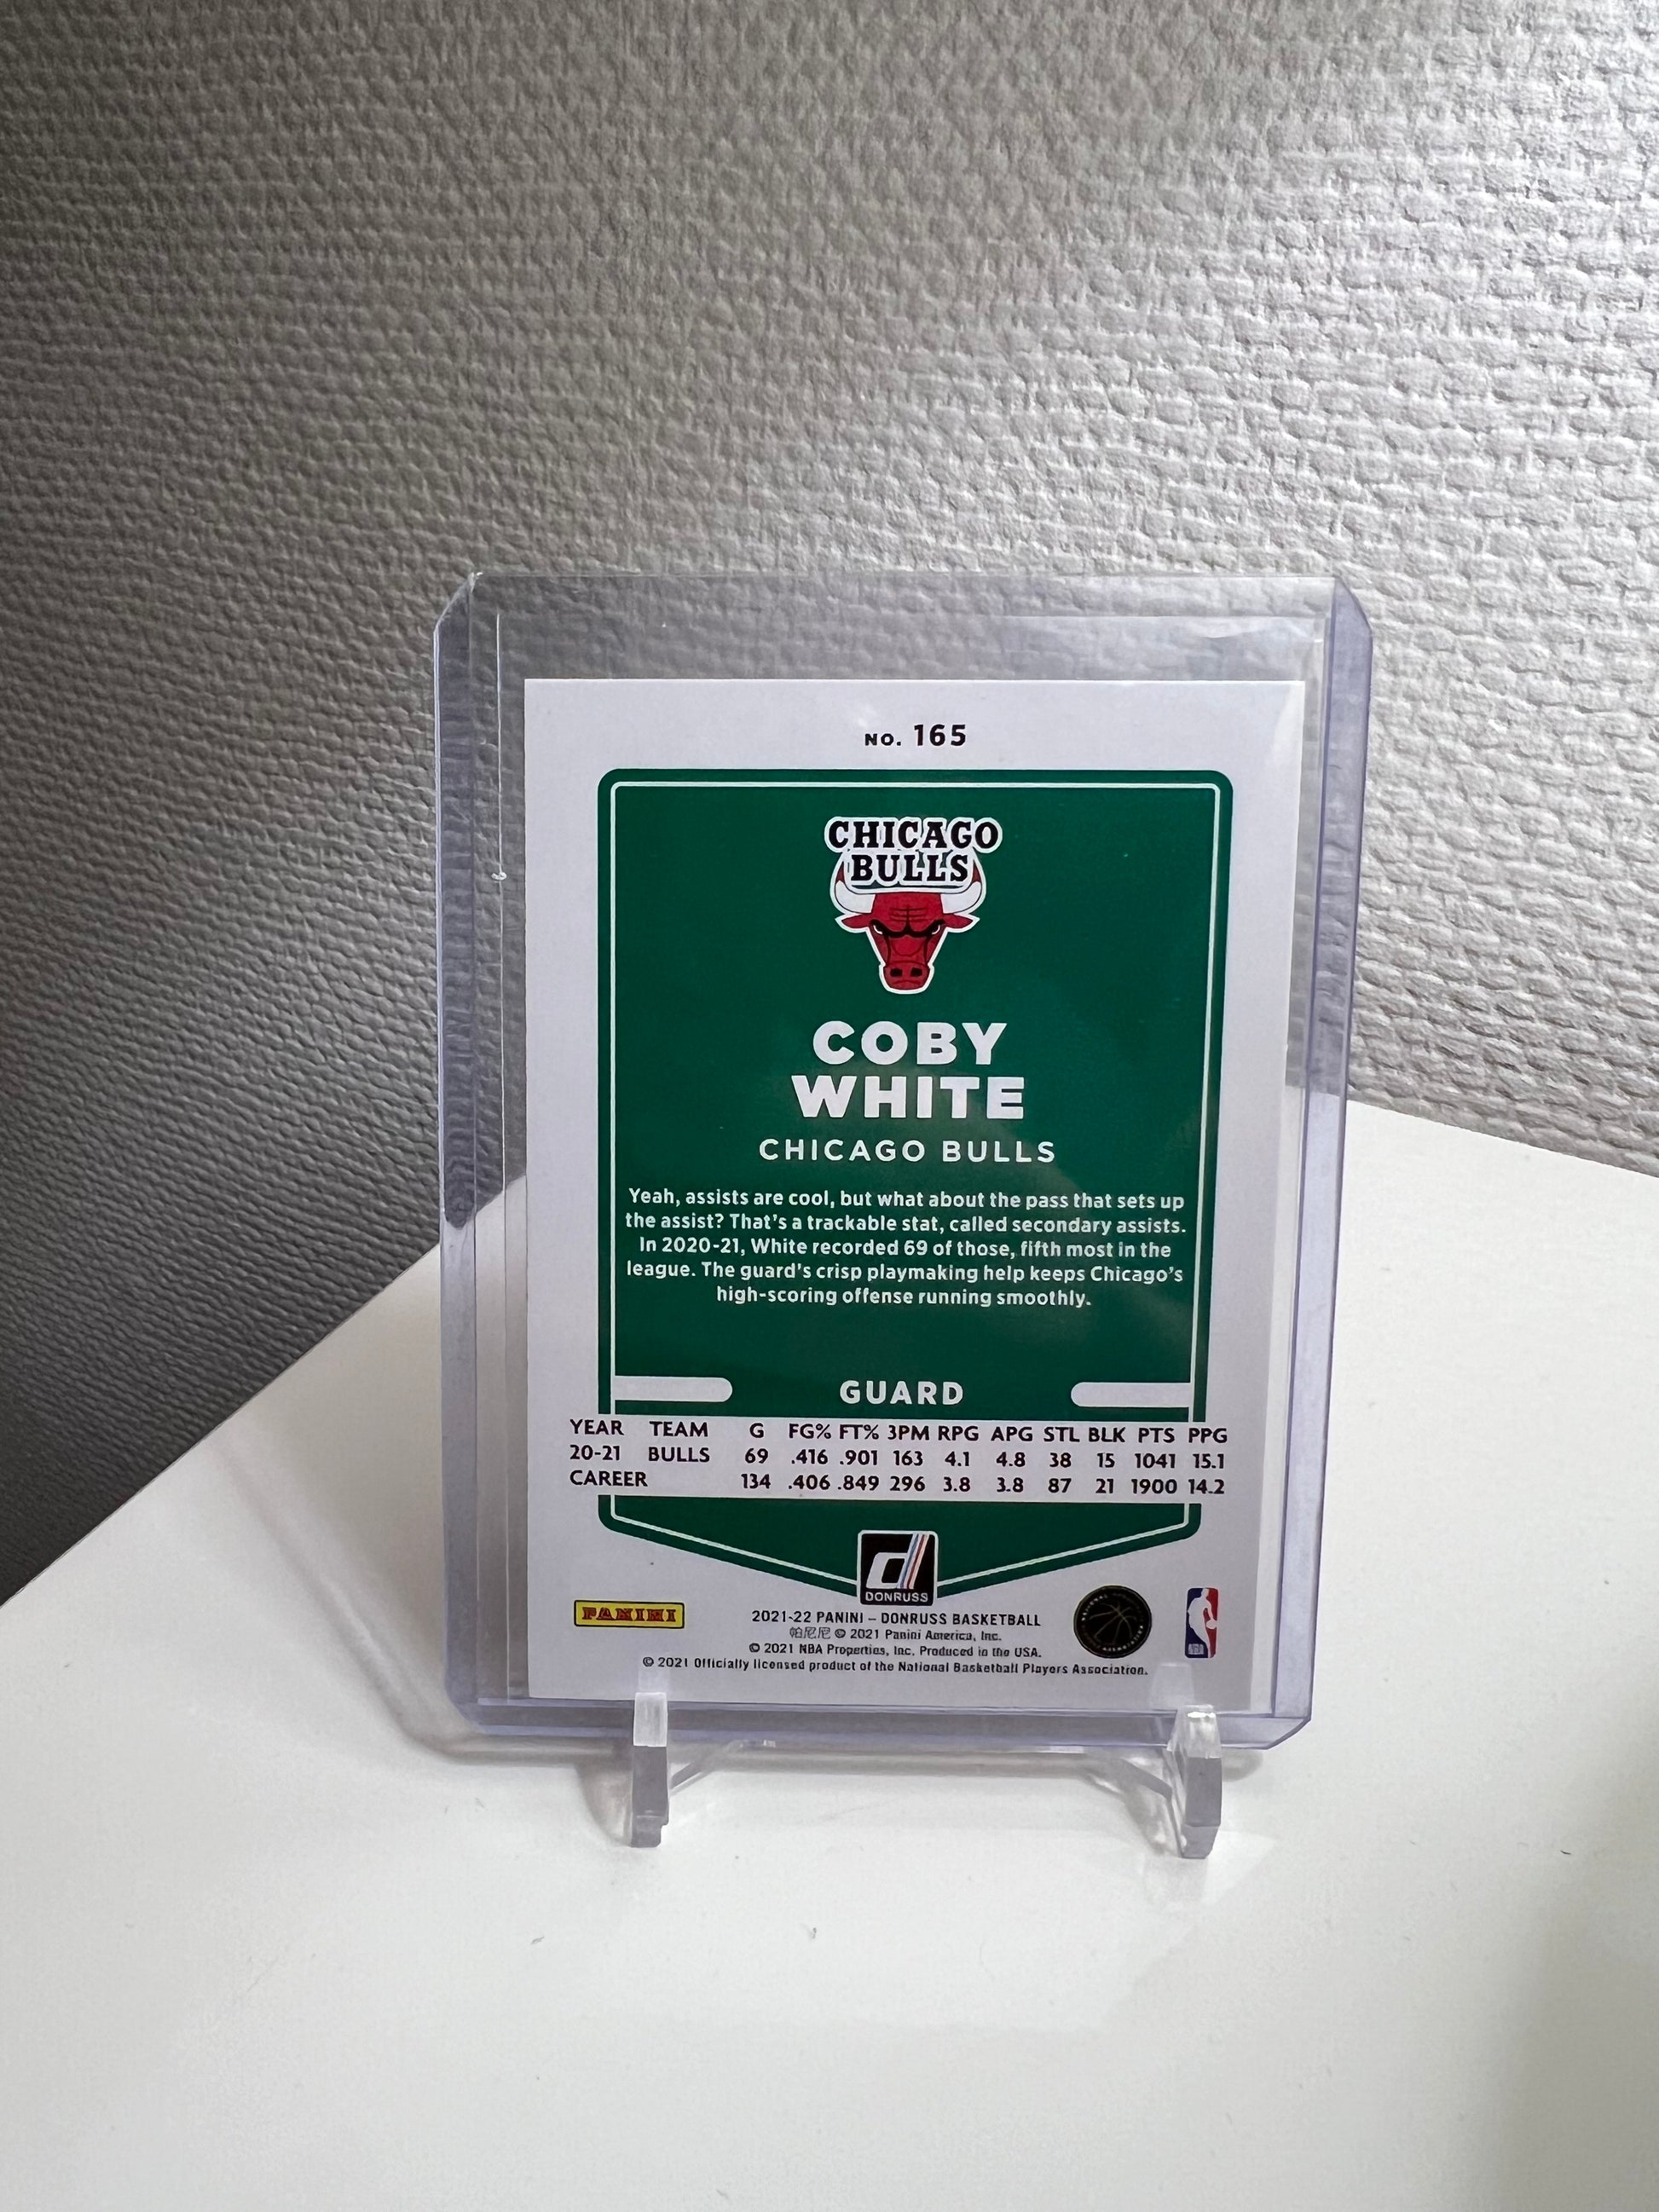 NO. 165
CHICAGO
BULLS
COBY
WHITE
CHICAGO BULLS
Yeah, assists are cool, but what about the pass that sets up
the assist? That's a trackable stat, called secondary assists.
In 2020-21, White recorded 69 of those, fifth most in the
league. The guard's crisp playmaking help keeps Chicago's
high-scoring offense running smoothly.
GUARD
YEAR TEAM G FG% FT% 3PM RPG APG STL BLK PTS PPG
20-21 BULLS 69 .416 .901 163 4.1 4.8 38 15 1041 15.1
CAREER 134 .406 .849 296 3.8 3.8 87 21 1900 14.2
d
DONRUSS
PANINI
2021-22 PANINI – DONRUSS BASKETBALL
帕尼尼 © 2021 Panini America, Inc.
© 2021 NBA Properties, Inc. Produced in the USA.
© 2021 Officially licensed product of the National Basketball Players Association.